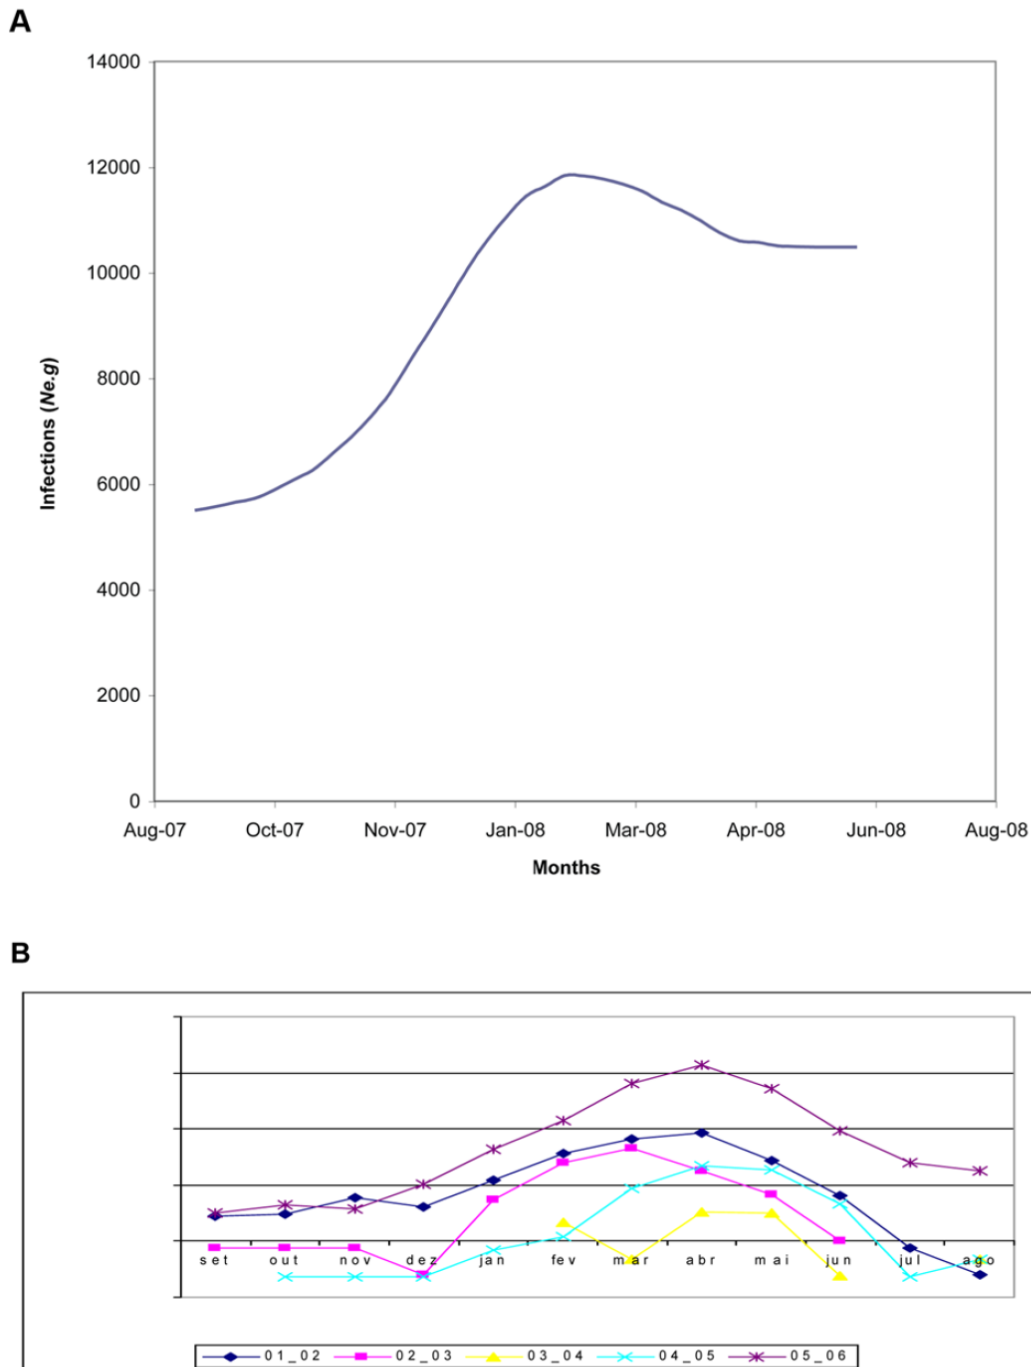 A
14000
12000
10000
8000
6000
4000
2000
0
Infections (Ne.g)
Aug-07 Oct-07 Nov-07 Jan-08 Mar-08 Apr-08 Jun-08 Aug-08
Months
B
set out nov dez jan fev mar abr mai jun jul ago
01_02 02_03 03_04 04_05 05_06